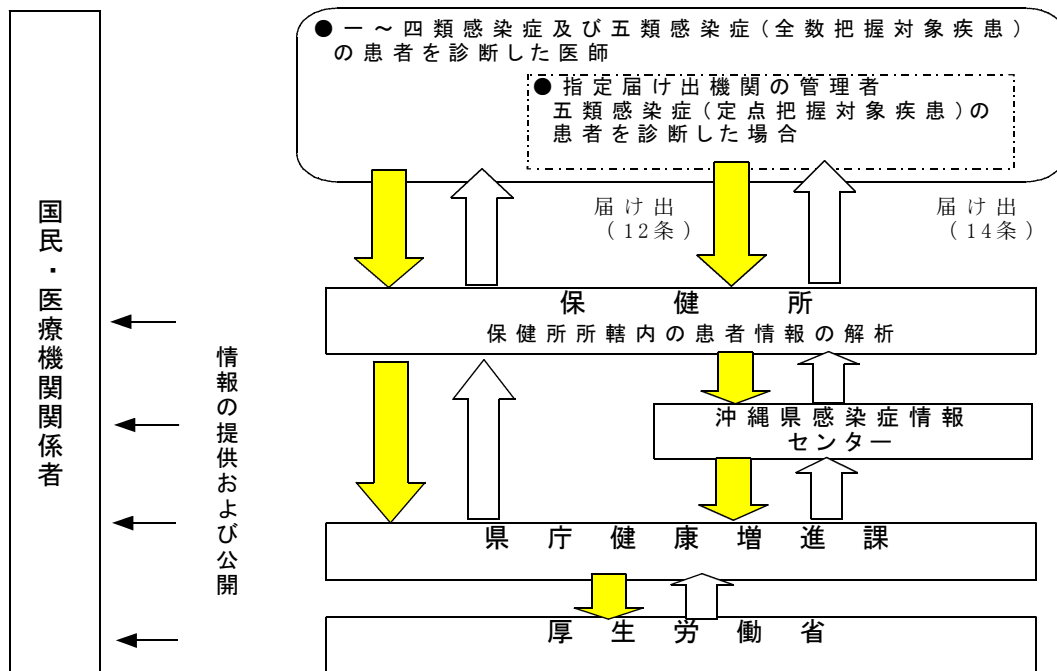 ●一～四類感染症及び五類感染症(全数把握対象疾患)
の患者を診断した医師
●指定届け出機関の管理者
五類感染症(定点把握対象疾患)の
患者を診断した場合
届け出
(12条)
届け出
(14条)
保健所
保健所所轄内の患者情報の解析
沖縄県感染症情報
センター
県庁健康増進課
厚生労働省
情報の提供および公開
国民・医療機関関係者